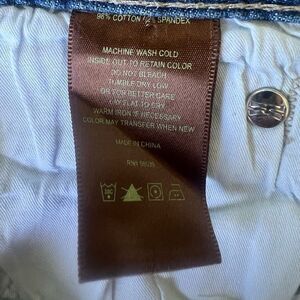 98% COTTON 2% SPANDEX
MACHINE WASH COLD
INSIDE OUT TO RETAIN COLOR
DO NOT BLEACH
TUMBLE DRY LOW
OR FOR BETTER CARE
LAY FLAT TO DRY
WARM IRON IF NECESSARY
COLOR MAY TRANSFER WHEN NEW
MADE IN CHINA
RN#